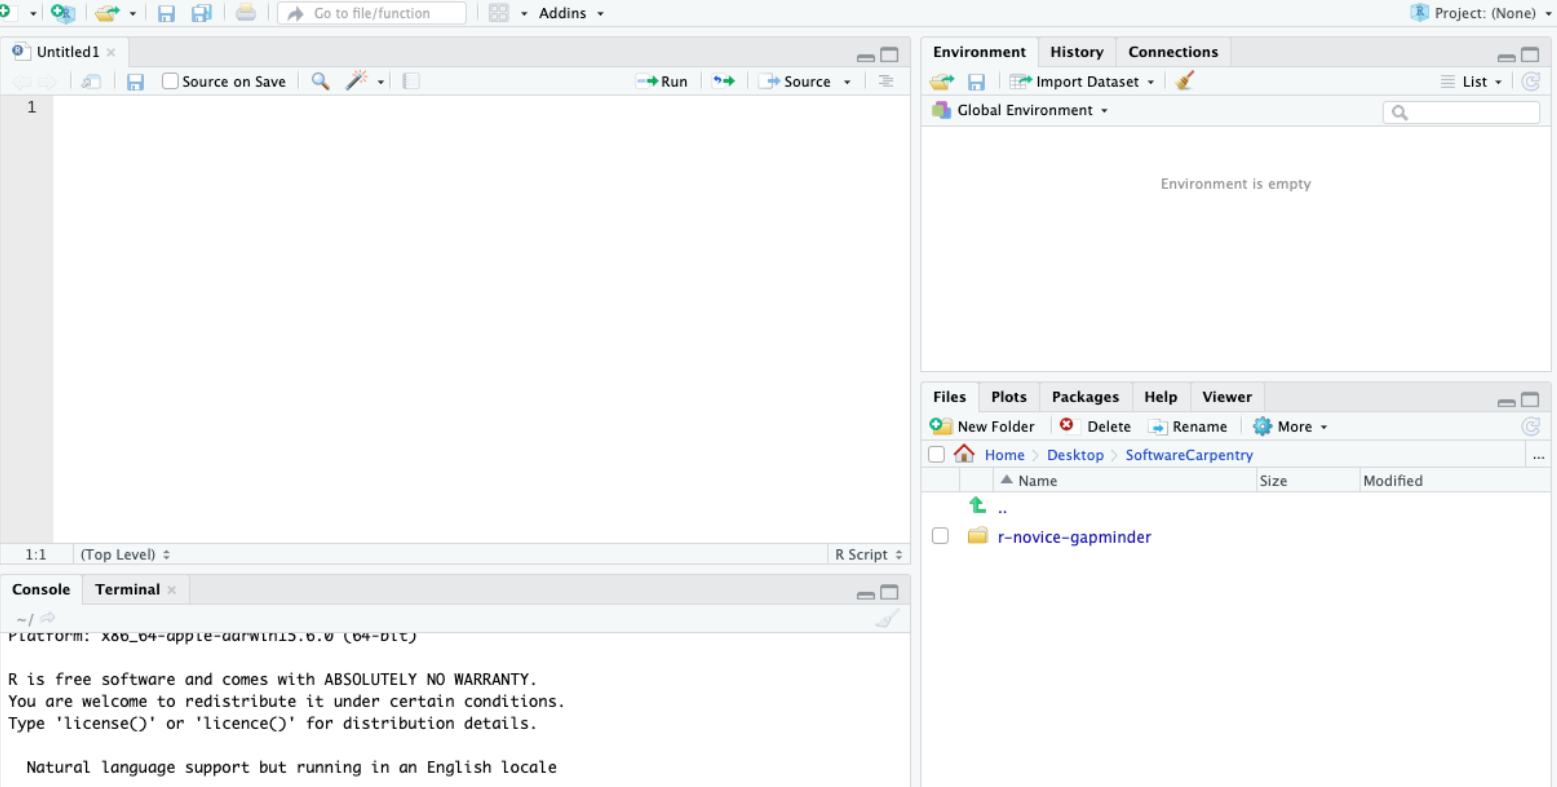 Go to file/function Addins Project: (None)
Untitled1
Source on Save Run Source
1
1:1 (Top Level) R Script
Console Terminal
~/
Platform: x86_64-apple-darwin15.6.0 (64-bit)
R is free software and comes with ABSOLUTELY NO WARRANTY.
You are welcome to redistribute it under certain conditions.
Type 'license()' or 'licence()' for distribution details.
Natural language support but running in an English locale
Environment History Connections
Import Dataset List
Global Environment
Environment is empty
Files Plots Packages Help Viewer
New Folder Delete Rename More
Home Desktop SoftwareCarpentry ...
Name Size Modified
..
r-novice-gapminder